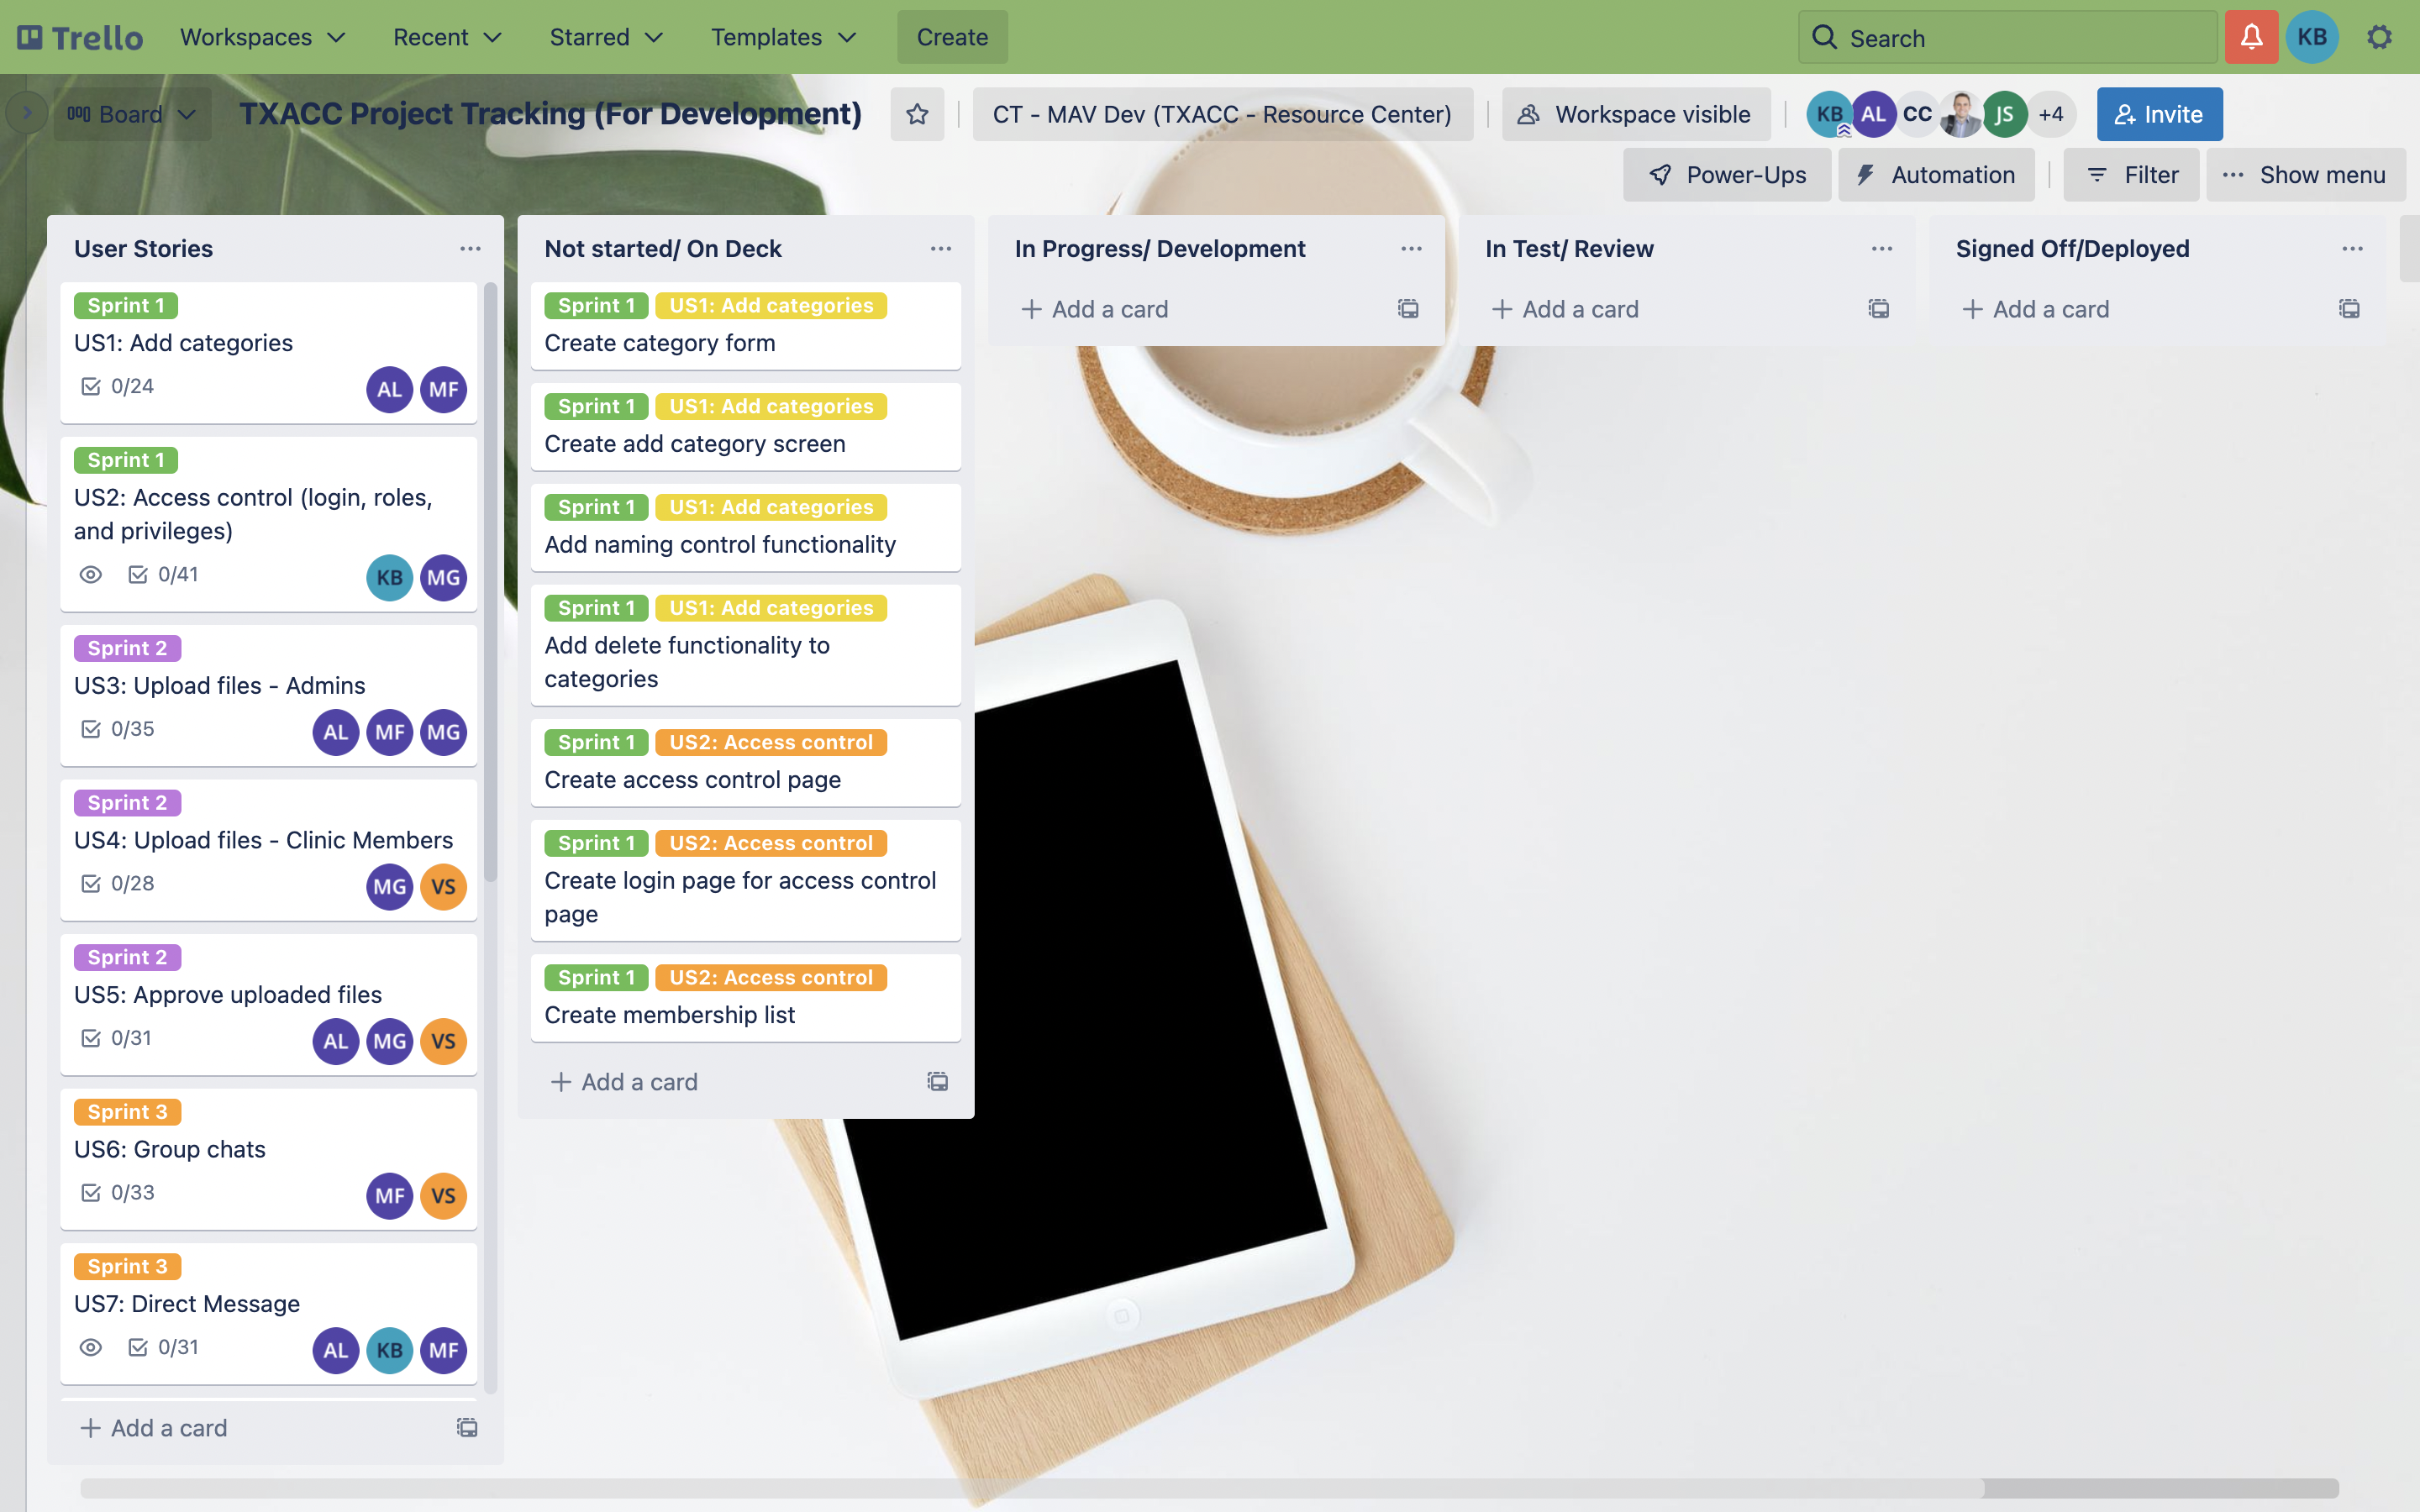 Trello
Workspaces
Recent
Starred
Templates
Create
Search
KB
Board
TXACC Project Tracking (For Development)
CT - MAV Dev (TXACC - Resource Center)
Workspace visible
KB AL CC JS +4
Invite
Power-Ups
Automation
Filter
Show menu
User Stories
Sprint 1
US1: Add categories
0/24
AL MF
Sprint 1
US2: Access control (login, roles,
and privileges)
0/41
KB MG
Sprint 2
US3: Upload files - Admins
0/35
AL MF MG
Sprint 2
US4: Upload files - Clinic Members
0/28
MG VS
Sprint 2
US5: Approve uploaded files
0/31
AL MG VS
Sprint 3
US6: Group chats
0/33
MF VS
Sprint 3
US7: Direct Message
0/31
AL KB MF
Add a card
Not started/ On Deck
Sprint 1 US1: Add categories
Create category form
Sprint 1 US1: Add categories
Create add category screen
Sprint 1 US1: Add categories
Add naming control functionality
Sprint 1 US1: Add categories
Add delete functionality to
categories
Sprint 1 US2: Access control
Create access control page
Sprint 1 US2: Access control
Create login page for access control
page
Sprint 1 US2: Access control
Create membership list
Add a card
In Progress/ Development
Add a card
In Test/ Review
Add a card
Signed Off/Deployed
Add a card